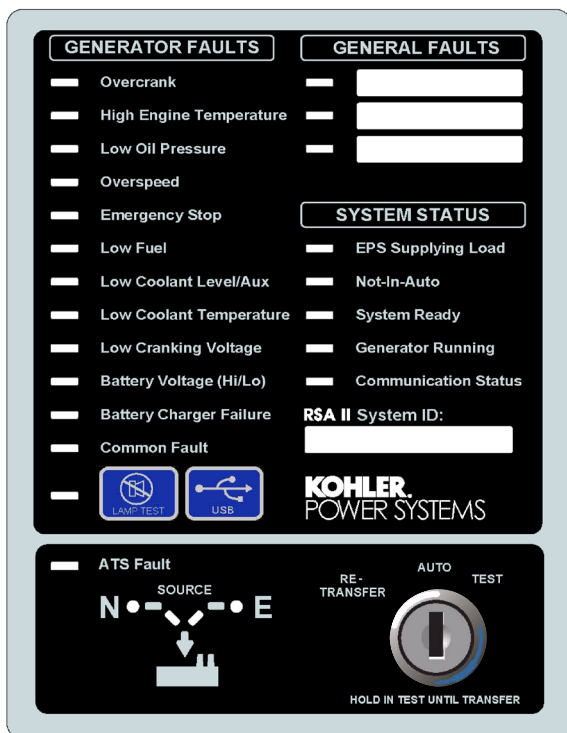 GENERATOR FAULTS
Overcrank
High Engine Temperature
Low Oil Pressure
Overspeed
Emergency Stop
Low Fuel
Low Coolant Level/Aux
Low Coolant Temperature
Low Cranking Voltage
Battery Voltage (Hi/Lo)
Battery Charger Failure
Common Fault
LAMP TEST
USB
GENERAL FAULTS
SYSTEM STATUS
EPS Supplying Load
Not-In-Auto
System Ready
Generator Running
Communication Status
RSA II System ID:
KOHLER.
POWER SYSTEMS
ATS Fault
SOURCE
N E
RE-
TRANSFER
AUTO
TEST
HOLD IN TEST UNTIL TRANSFER